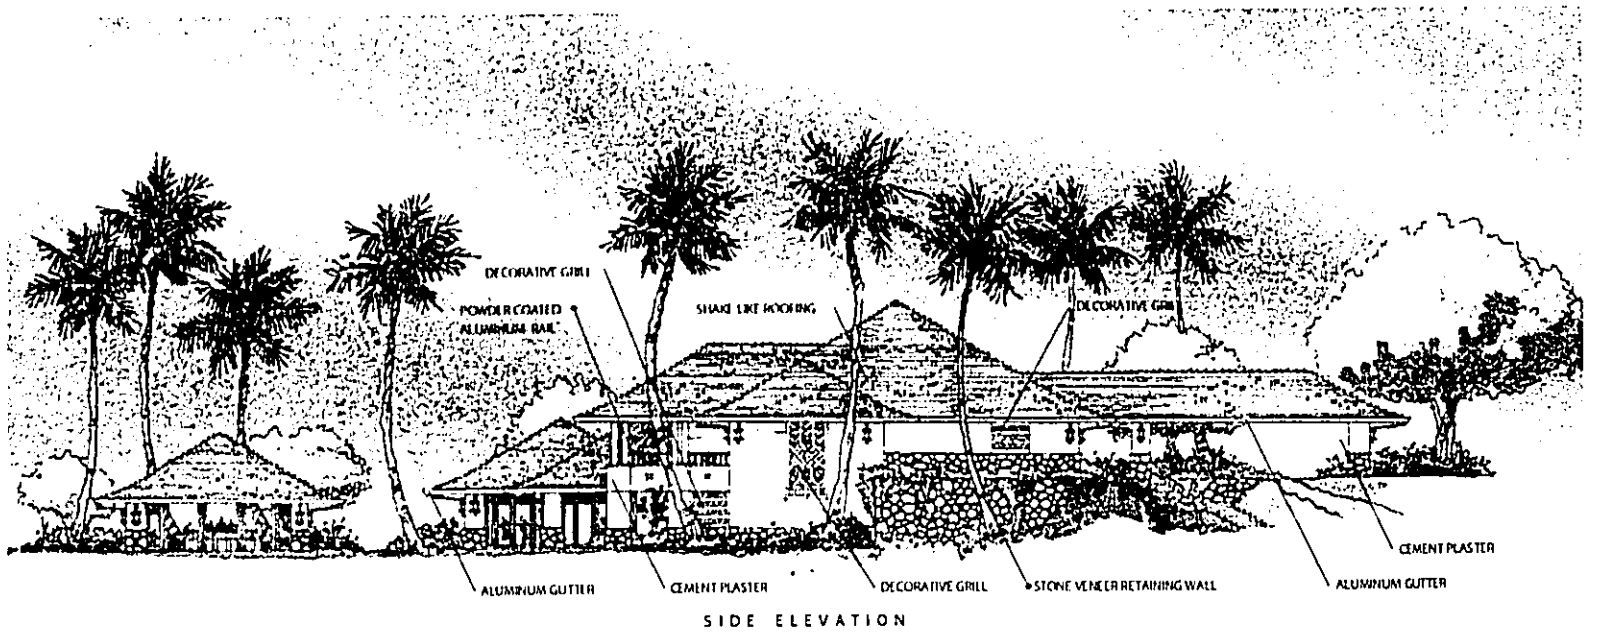 DECORATIVE GRILL
POWDER COATED
ALUMINUM RAIL
SHAKE LIKE ROOFING
DECORATIVE GRILL
CEMENT PLASTER
ALUMINUM GUTTER
CEMENT PLASTER
DECORATIVE GRILL
STONE VENEER RETAINING WALL
ALUMINUM GUTTER
SIDE ELEVATION